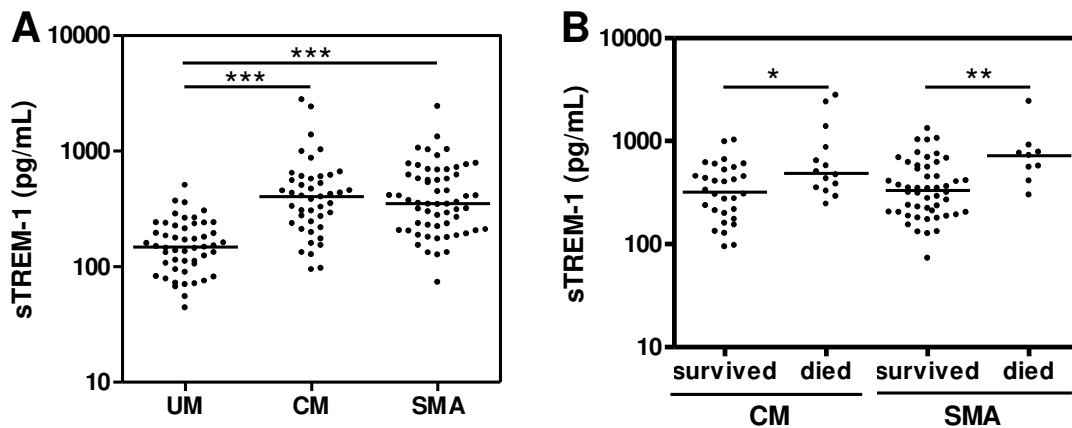 A
sTREM-1 (pg/mL)
10000
1000
100
10
***
***
UM CM SMA
B
sTREM-1 (pg/mL)
10000
1000
100
10
* **
survived died survived died
CM SMA